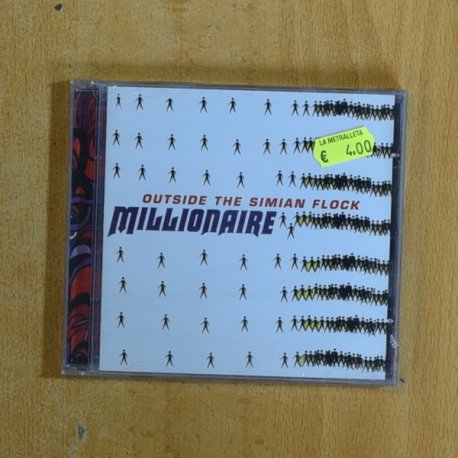 LA METRALLETA
€ 4.00
OUTSIDE THE SIMIAN FLOCK
MILLIONAIRE